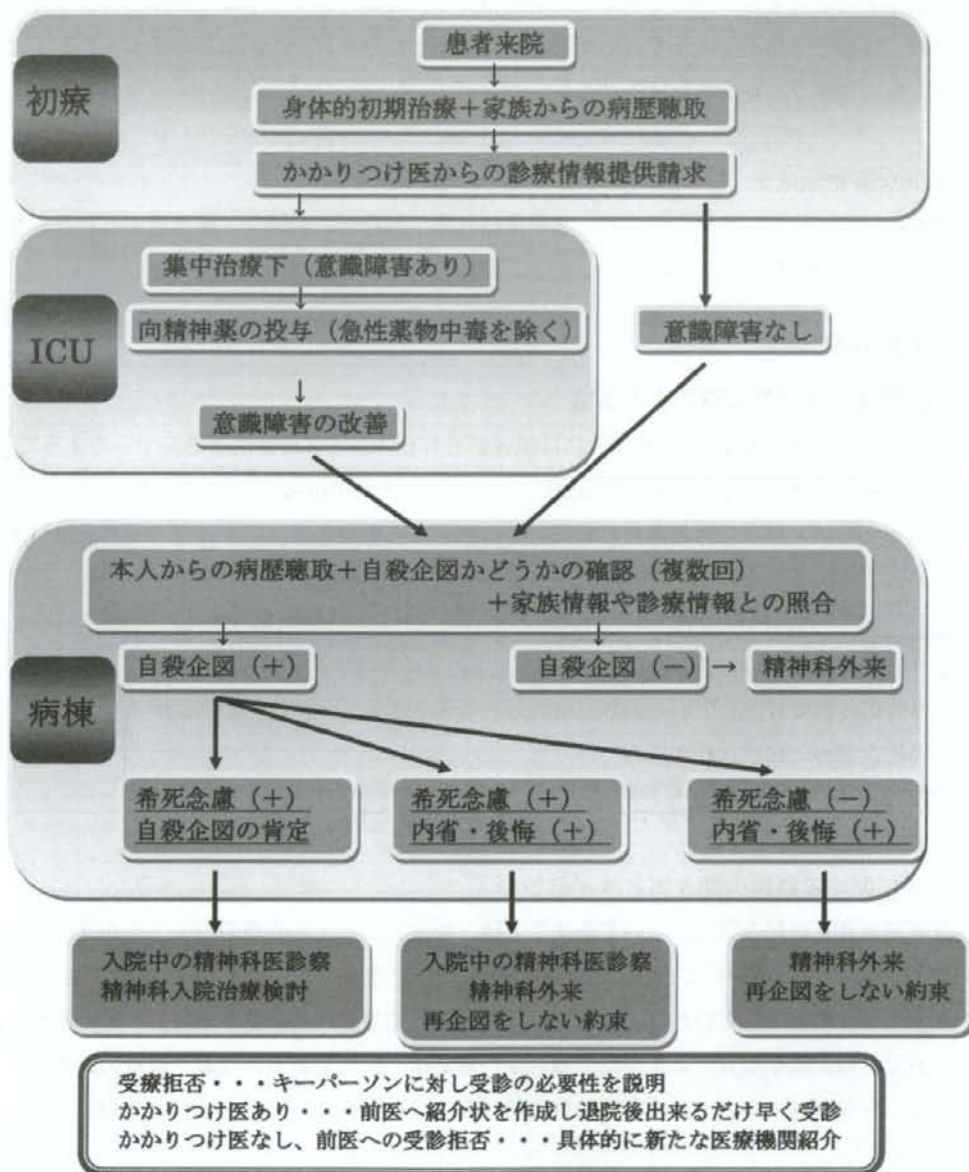 初療
患者来院
↓
身体的初期治療+家族からの病歴聴取
↓
かかりつけ医からの診療情報提供請求
↓
ICU
集中治療下(意識障害あり)
↓
向精神薬の投与(急性薬物中毒を除く)
↓
意識障害の改善
意識障害なし
病棟
本人からの病歴聴取+自殺企図かどうかの確認(複数回)
+家族情報や診療情報との照合
↓ ↓
自殺企図(+)
自殺企図(-) → 精神科外来
希死念慮(+)
自殺企図の肯定
希死念慮(+)
内省・後悔(+)
希死念慮(-)
内省・後悔(+)
入院中の精神科医診察
精神科入院治療検討
入院中の精神科医診察
精神科外来
再企図をしない約束
精神科外来
再企図をしない約束
受療拒否・・・キーパーソンに対し受診の必要性を説明
かかりつけ医あり・・・前医へ紹介状を作成し退院後出来るだけ早く受診
かかりつけ医なし、前医への受診拒否・・・具体的に新たな医療機関紹介